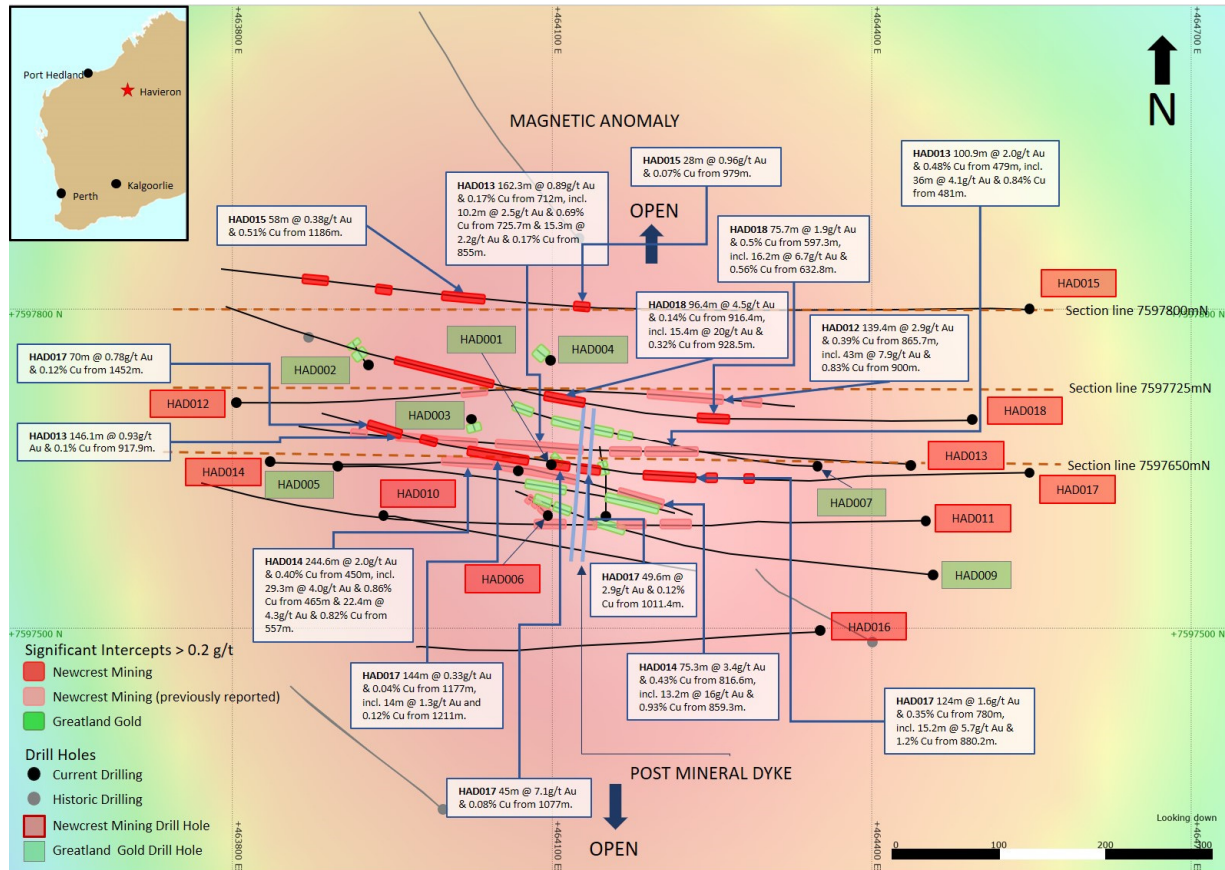 +463800 E
+464100 E
+464400 E
+464700 E
Port Hedland
Havieron
Perth
Kalgoorlie
N
MAGNETIC ANOMALY
HAD015 28m @ 0.96g/t Au
& 0.07% Cu from 979m.
HAD013 100.9m @ 2.0g/t Au
& 0.48% Cu from 479m, incl.
36m @ 4.1g/t Au & 0.84% Cu
from 481m.
HAD013 162.3m @ 0.89g/t Au
& 0.17% Cu from 712m, incl.
10.2m @ 2.5g/t Au & 0.69%
Cu from 725.7m & 15.3m @
2.2g/t Au & 0.17% Cu from
855m.
OPEN
HAD015 58m @ 0.38g/t Au
& 0.51% Cu from 1186m.
HAD018 75.7m @ 1.9g/t Au
& 0.5% Cu from 597.3m,
incl. 16.2m @ 6.7g/t Au &
0.56% Cu from 632.8m.
HAD015
+7597800 N
Section line 7597800mN
+7597800 N
HAD018 96.4m @ 4.5g/t Au
& 0.14% Cu from 916.4m,
incl. 15.4m @ 20g/t Au &
0.32% Cu from 928.5m.
HAD012 139.4m @ 2.9g/t Au
& 0.39% Cu from 865.7m,
incl. 43m @ 7.9g/t Au &
0.83% Cu from 900m.
HAD001
HAD004
HAD017 70m @ 0.78g/t Au
& 0.12% Cu from 1452m.
HAD002
Section line 7597725mN
HAD012
HAD003
HAD018
HAD013 146.1m @ 0.93g/t
Au & 0.1% Cu from 917.9m.
HAD013
Section line 7597650mN
HAD014
HAD005
HAD010
HAD007
HAD017
HAD011
HAD014 244.6m @ 2.0g/t Au
& 0.40% Cu from 450m, incl.
29.3m @ 4.0g/t Au & 0.86%
Cu from 465m & 22.4m @
4.3g/t Au & 0.82% Cu from
557m.
HAD006
HAD017 49.6m @
2.9g/t Au & 0.12%
Cu from 1011.4m.
HAD009
+7597500 N
HAD016
+7597500 N
Significant Intercepts > 0.2 g/t
Newcrest Mining
Newcrest Mining (previously reported)
Greatland Gold
HAD017 144m @ 0.33g/t Au
& 0.04% Cu from 1177m,
incl. 14m @ 1.3g/t Au and
0.12% Cu from 1211m.
HAD014 75.3m @ 3.4g/t Au
& 0.43% Cu from 816.6m,
incl. 13.2m @ 16g/t Au &
0.93% Cu from 859.3m.
HAD017 124m @ 1.6g/t Au
& 0.35% Cu from 780m,
incl. 15.2m @ 5.7g/t Au &
1.2% Cu from 880.2m.
Drill Holes
Current Drilling
Historic Drilling
Newcrest Mining Drill Hole
Greatland Gold Drill Hole
HAD017 45m @ 7.1g/t Au
& 0.08% Cu from 1077m.
POST MINERAL DYKE
OPEN
Looking down
0 100 200 300
+463800 E
+464100 E
+464400 E